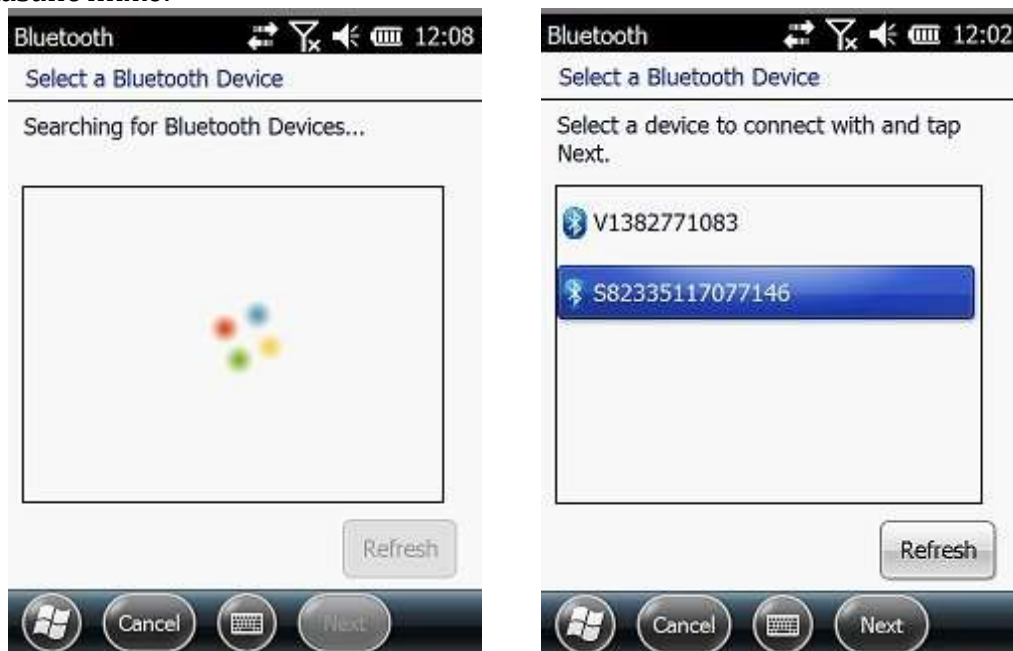 Bluetooth 12:08
Select a Bluetooth Device
Searching for Bluetooth Devices...
Refresh
Cancel Next
Bluetooth 12:02
Select a Bluetooth Device
Select a device to connect with and tap
Next.
V1382771083
S82335117077146
Refresh
Cancel Next